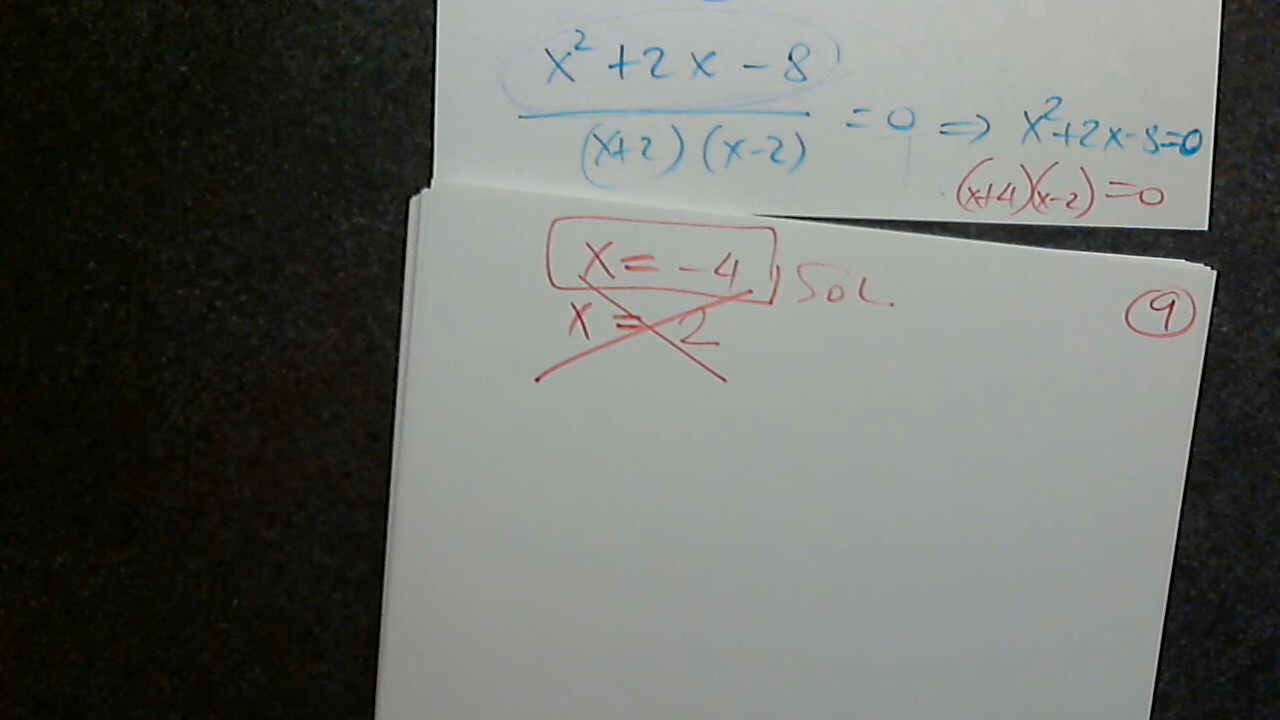 x² + 2x - 8
(x+2) (x-2)
= 0 ⇒ x²+2x-8=0
(x+4)(x-2) = 0
x = -4 Sol.
x = 2
9